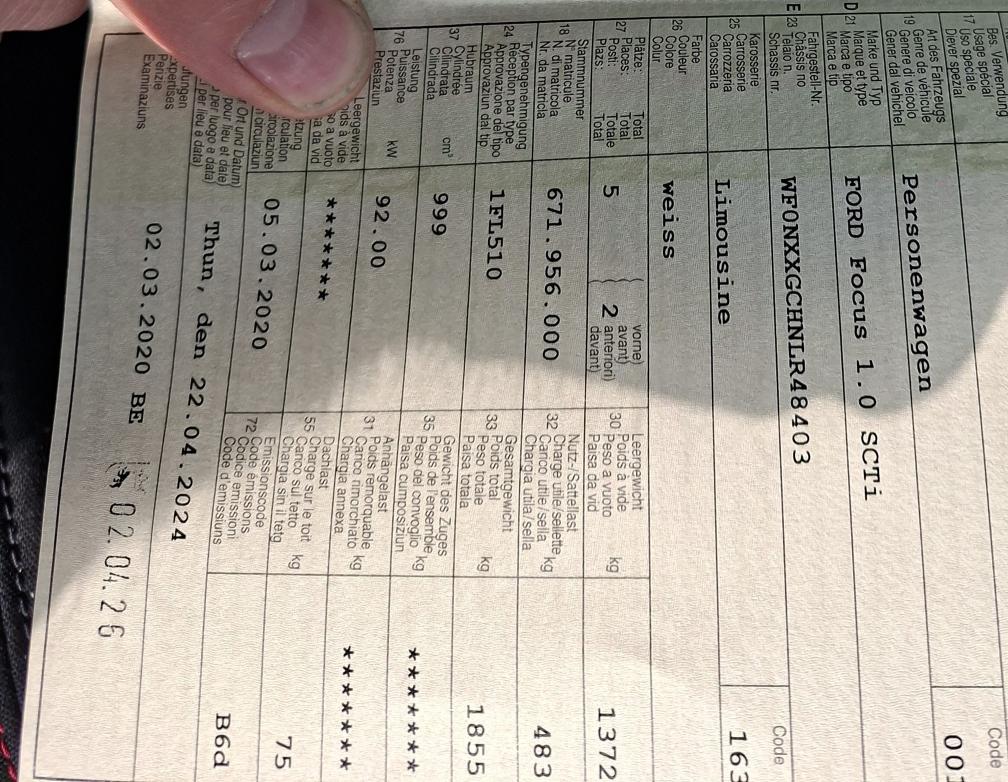 Bes. Verwendung
17 Usage spécial
Uso speciale
Diever spezial
Code
Art des Fahrzeugs
19 Genre de véhicule
Genere di veicolo
Gener dal vehichel
Personenwagen
001
D 21 Marke und Typ
Marque et type
Marca e tipo
Marca e tip
FORD Focus 1.0 SCTi
E 23 Fahrgestell-Nr.
Châssis no
Telaio n.
Schassis nr.
WF0NXXGCHNLR48403
Code
25 Karosserie
Carrosserie
Carrozzeria
Carossaria
Limousine
163
26 Farbe
Couleur
Colore
Colur
weiss
27 Plätze: Total
Places: Total
Posti: Totale
Plazs: Total
5
2
vorne)
avant)
anteriori)
davant)
30 Leergewicht
Poids à vide
Peso a vuoto
Paisa da vid
kg
1372
18 Stammnummer
N° matricule
N. di matricola
Nr. da matricla
671.956.000
32 Nutz-/Sattellast
Charge utile/sellette
Carico utile/sella
Chargia utila/sella
kg
483
24 Typengenehmigung
Réception par type
Approvazione del tipo
Approvaziun dal tip
1FL510
33 Gesamtgewicht
Poids total
Peso totale
Paisa totala
kg
1855
37 Hubraum
Cylindrée
Cilindrata
Cilindrada
cm³
999
35 Gewicht des Zuges
Poids de l'ensemble
Peso del convoglio
Paisa cumposiziun
kg
*******
76 Leistung
Puissance
Potenza
Prestaziun
kW
92.00
31 Anhängelast
Poids remorquable
Carico rimorchiato
Chargia annexa
kg
*******
Leergewicht
oids à vide
so a vuoto
sa da vid
******
55 Dachlast
Charge sur le toit
Carico sul tetto
Chargia sin il tetg
kg
75
tzung
rculation
ircolazione
n circulaziun
05.03.2020
72 Emissionscode
Code émissions
Codice emissioni
Code d'emissiuns
B6d
Ort und Datum)
pour lieu et date)
per luogo e data)
per lieu e data)
Thun, den 22.04.2024
üfungen
xpertises
Perizie
Examinaziuns
02.03.2020 BE
02.04.26